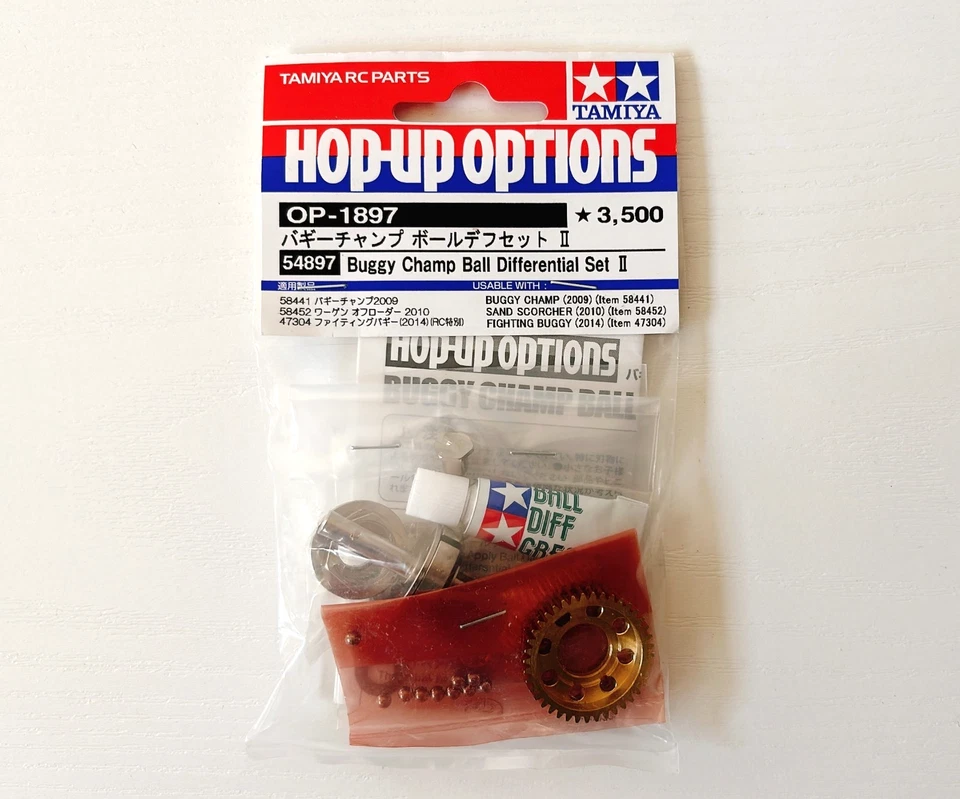 TAMIYA RC PARTS
TAMIYA
HOP-UP OPTIONS
OP-1897 ★ 3,500
バギーチャンプ ボールデフセット Ⅱ
54897 Buggy Champ Ball Differential Set Ⅱ
適用製品 USABLE WITH :
58441 バギーチャンプ2009 BUGGY CHAMP (2009) (Item 58441)
58452 ワーゲン オフローダー 2010 SAND SCORCHER (2010) (Item 58452)
47304 ファイティングバギー(2014)(RC特別) FIGHTING BUGGY (2014) (Item 47304)
HOP-UP OPTIONS
BUGGY CHAMP BALL
BALL
DIFF